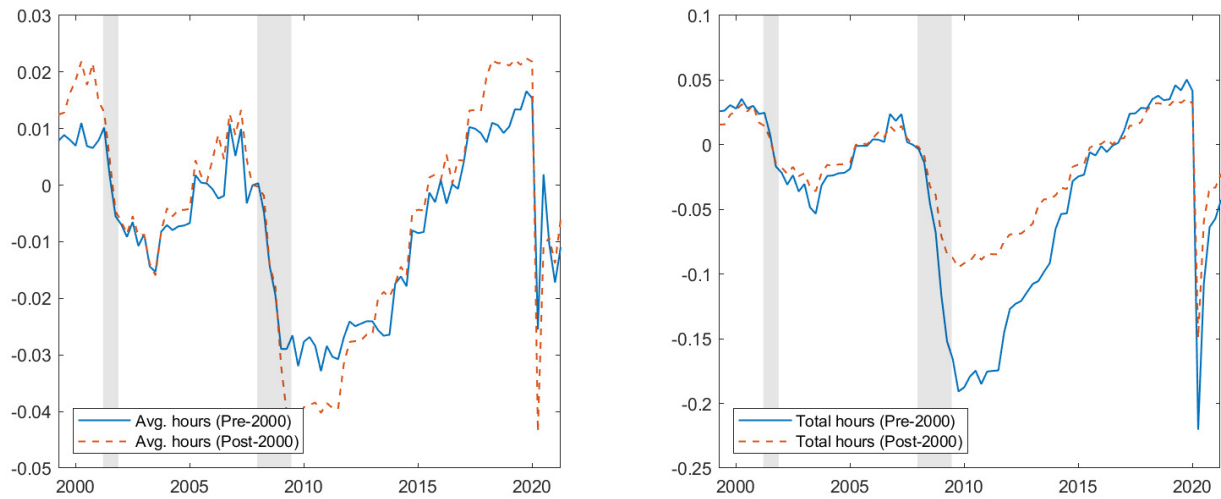 0.03
0.02
0.01
0
-0.01
-0.02
-0.03
-0.04
-0.05
2000 2005 2010 2015 2020
Avg. hours (Pre-2000)
Avg. hours (Post-2000)
0.1
0.05
0
-0.05
-0.1
-0.15
-0.2
-0.25
2000 2005 2010 2015 2020
Total hours (Pre-2000)
Total hours (Post-2000)